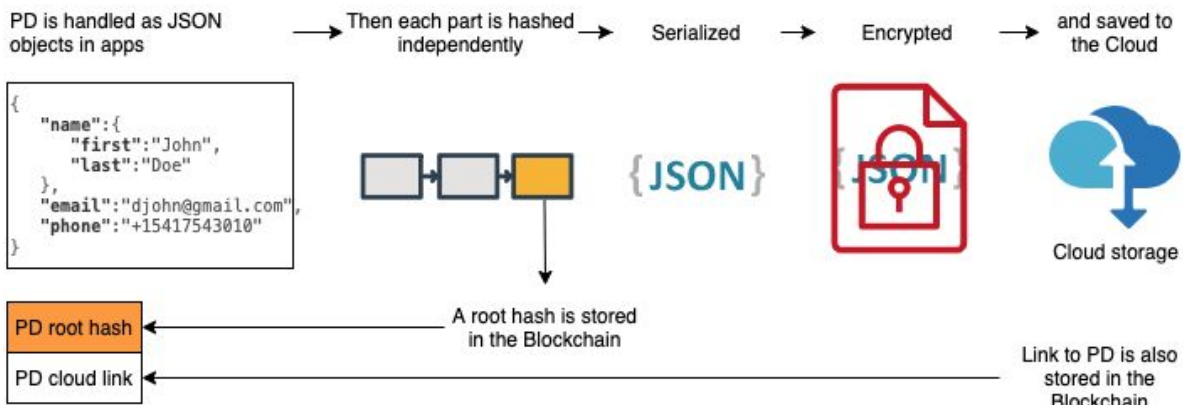 PD is handled as JSON
objects in apps
Then each part is hashed
independently
Serialized
Encrypted
and saved to
the Cloud
{
"name":{
"first":"John",
"last":"Doe"
},
"email":"djohn@gmail.com",
"phone":"+15417543010"
}
{JSON}
{JSON}
Cloud storage
A root hash is stored
in the Blockchain
PD root hash
PD cloud link
Link to PD is also
stored in the
Blockchain